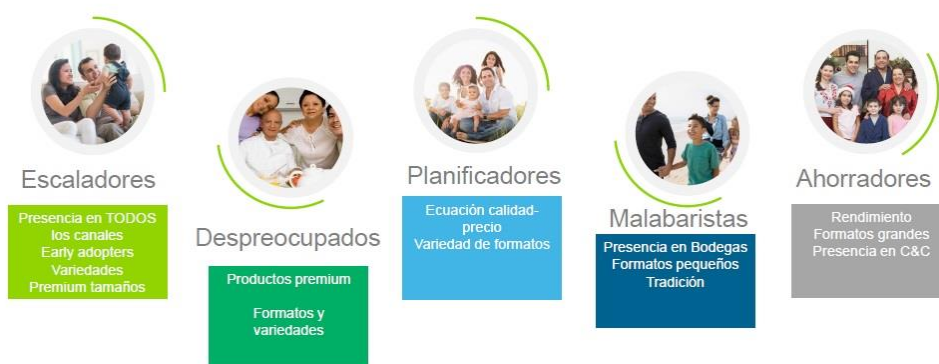 Escaladores
Presencia en TODOS
los canales
Early adopters
Variedades
Premium tamaños
Despreocupados
Productos premium
Formatos y
variedades
Planificadores
Ecuación calidad-
precio
Variedad de formatos
Malabaristas
Presencia en Bodegas
Formatos pequeños
Tradición
Ahorradores
Rendimiento
Formatos grandes
Presencia en C&C